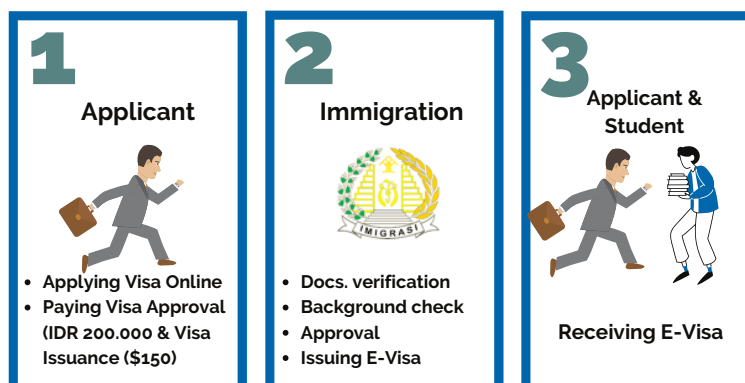 1
Applicant
• Applying Visa Online
• Paying Visa Approval
(IDR 200.000 & Visa
Issuance ($150)
2
Immigration
IMIGRASI
• Docs. verification
• Background check
• Approval
• Issuing E-Visa
3
Applicant &
Student
Receiving E-Visa